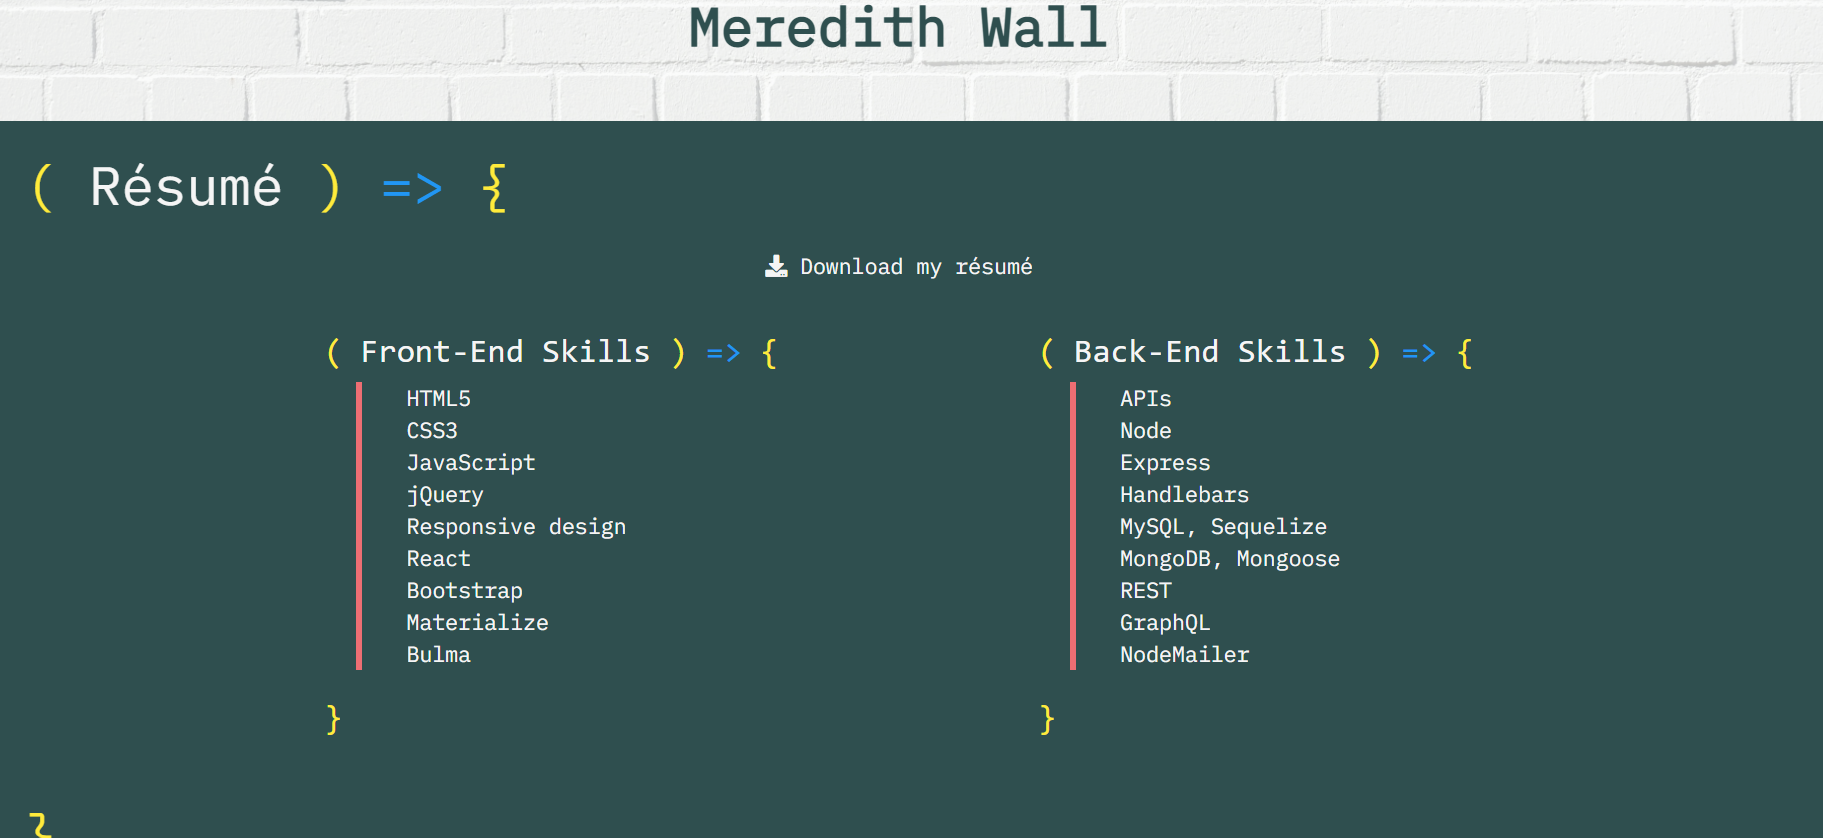 Meredith Wall
( Résumé ) => {
Download my résumé
( Front-End Skills ) => {
HTML5
CSS3
JavaScript
jQuery
Responsive design
React
Bootstrap
Materialize
Bulma
}
( Back-End Skills ) => {
APIs
Node
Express
Handlebars
MySQL, Sequelize
MongoDB, Mongoose
REST
GraphQL
NodeMailer
}
}